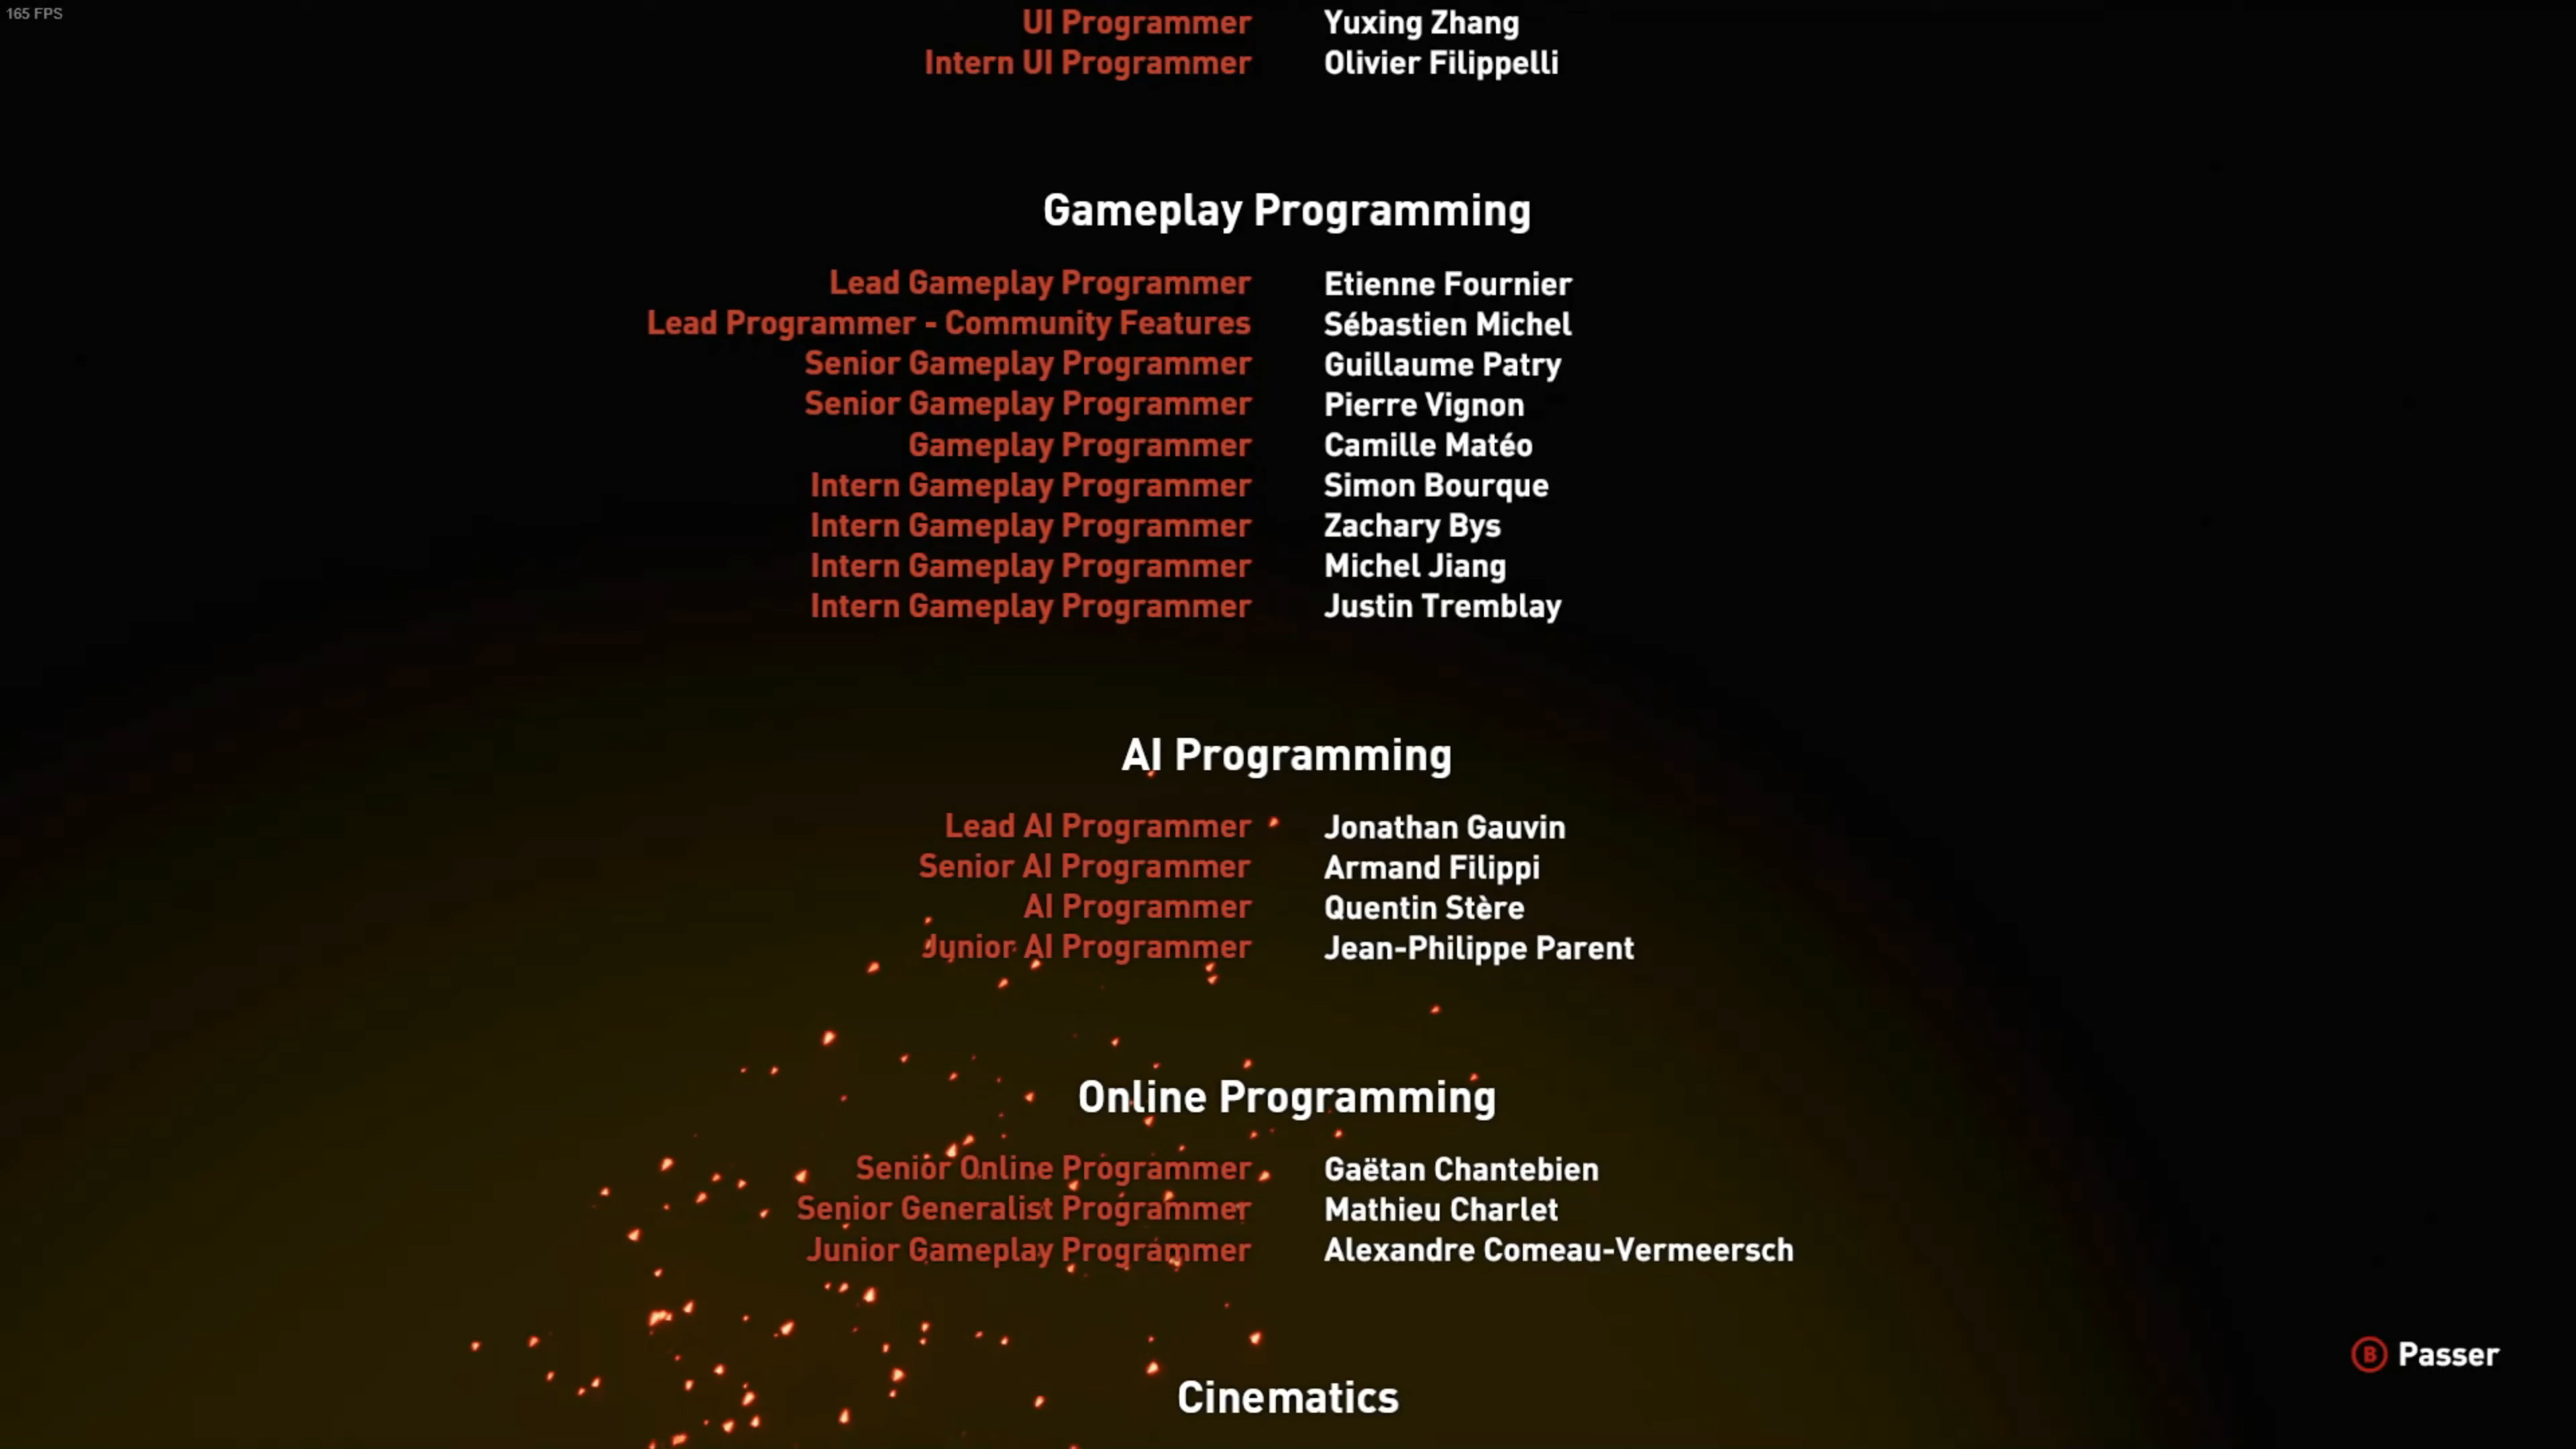 165 FPS
UI Programmer Yuxing Zhang
Intern UI Programmer Olivier Filippelli
Gameplay Programming
Lead Gameplay Programmer Etienne Fournier
Lead Programmer - Community Features Sébastien Michel
Senior Gameplay Programmer Guillaume Patry
Senior Gameplay Programmer Pierre Vignon
Gameplay Programmer Camille Matéo
Intern Gameplay Programmer Simon Bourque
Intern Gameplay Programmer Zachary Bys
Intern Gameplay Programmer Michel Jiang
Intern Gameplay Programmer Justin Tremblay
AI Programming
Lead AI Programmer Jonathan Gauvin
Senior AI Programmer Armand Filippi
AI Programmer Quentin Stère
Junior AI Programmer Jean-Philippe Parent
Online Programming
Senior Online Programmer Gaëtan Chantebien
Senior Generalist Programmer Mathieu Charlet
Junior Gameplay Programmer Alexandre Comeau-Vermeersch
B Passer
Cinematics